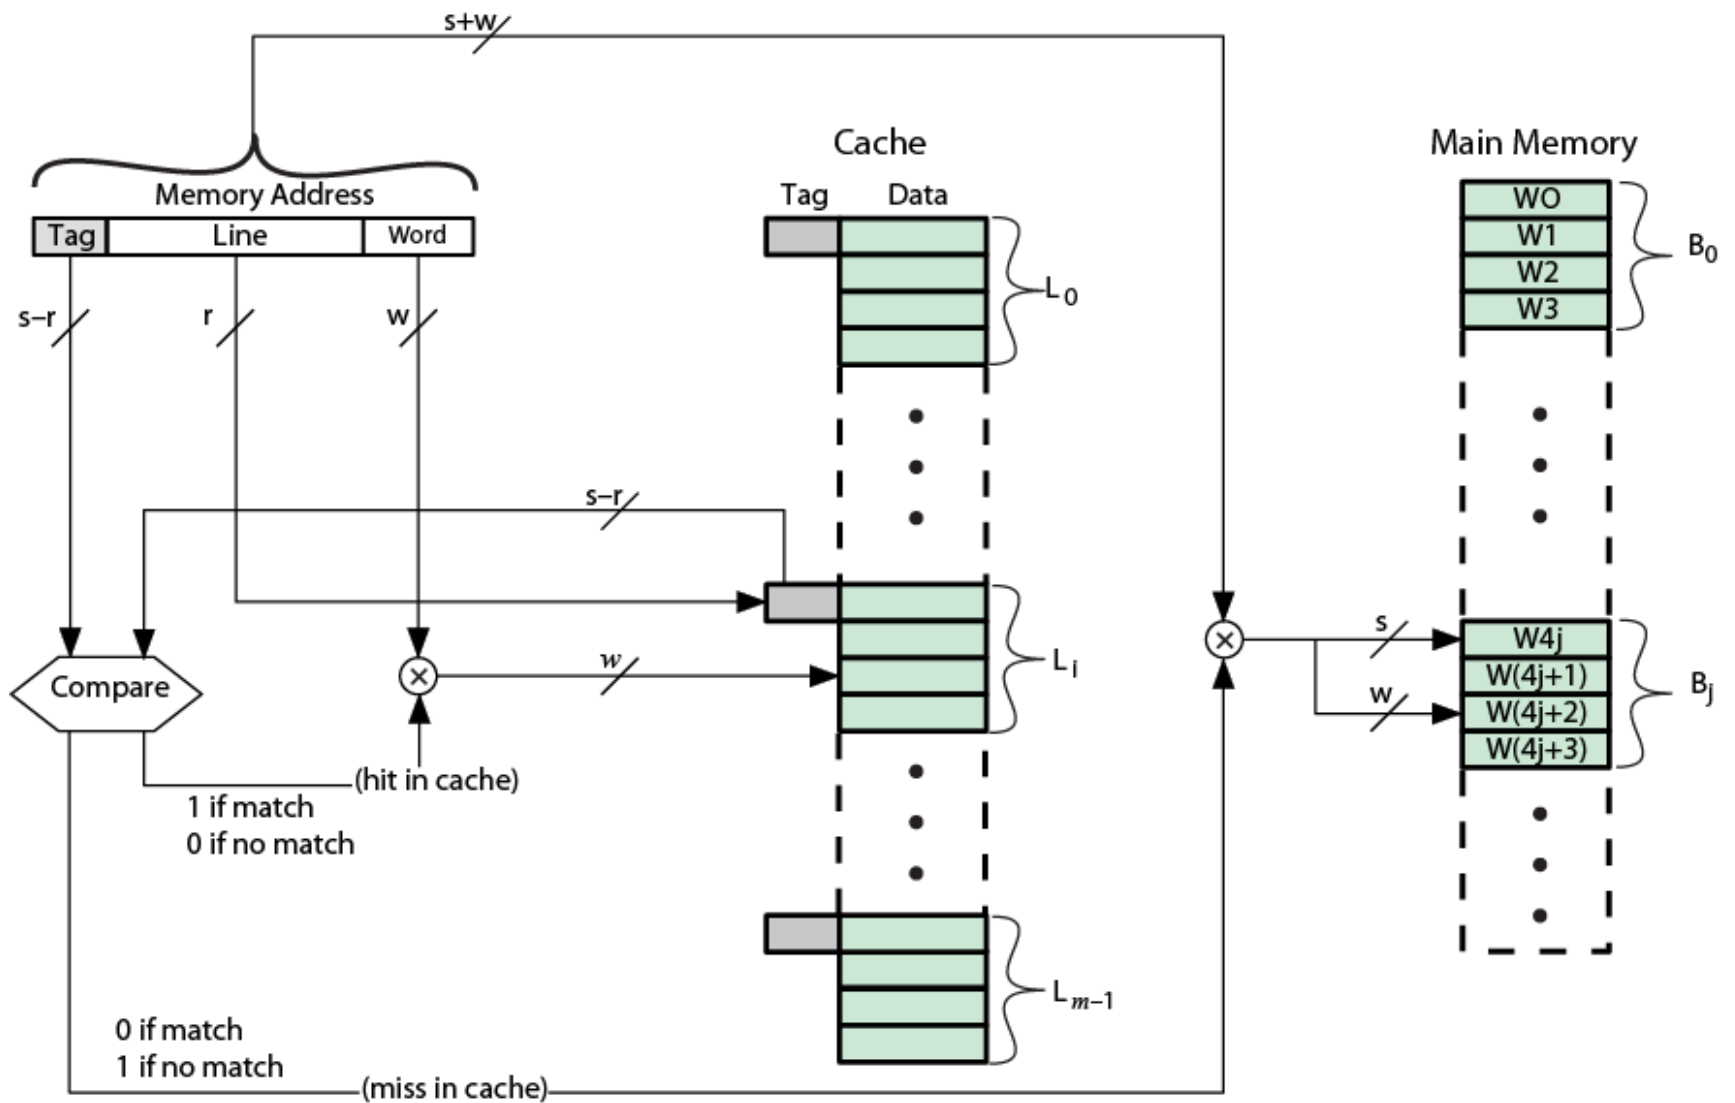 s+w
Cache
Main Memory
Memory Address
Tag Data
Tag Line Word
WO
W1
W2
W3
B0
L0
s–r
r
w
s–r
Compare
w
Li
s
w
W4j
W(4j+1)
W(4j+2)
W(4j+3)
Bj
(hit in cache)
1 if match
0 if no match
Lm–1
0 if match
1 if no match
(miss in cache)